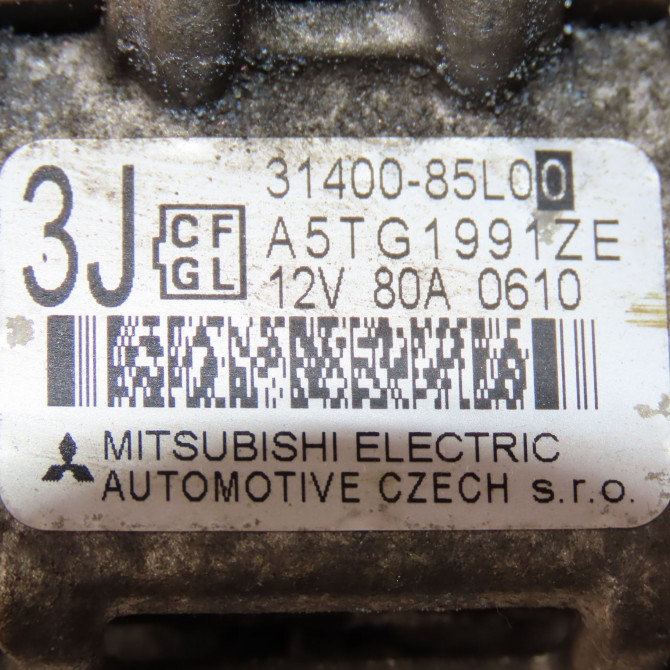 3J
31400-85L00
CF
GL
A5TG1991ZE
12V 80A 0610
MITSUBISHI ELECTRIC
AUTOMOTIVE CZECH s.r.o.